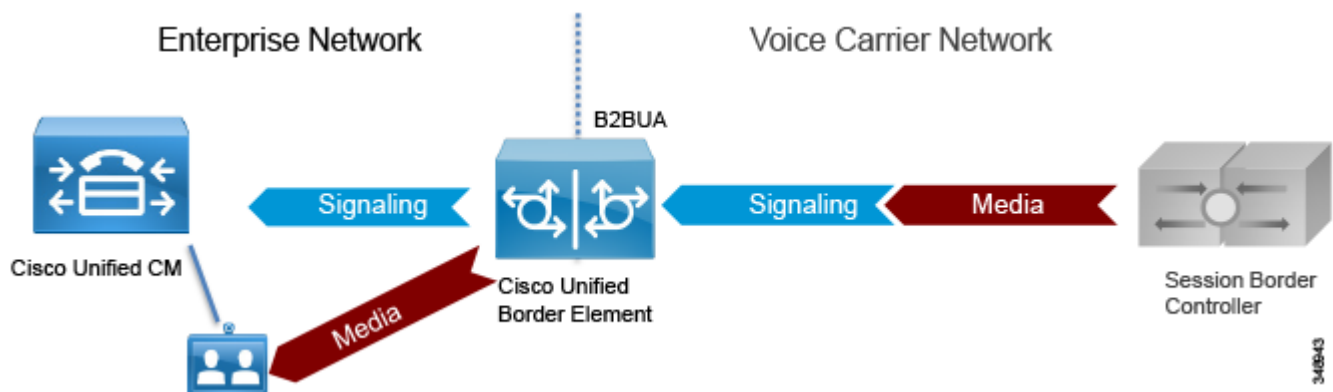 Enterprise Network
Voice Carrier Network
B2BUA
Signaling
Signaling
Media
Cisco Unified CM
Media
Cisco Unified
Border Element
Session Border
Controller
348943